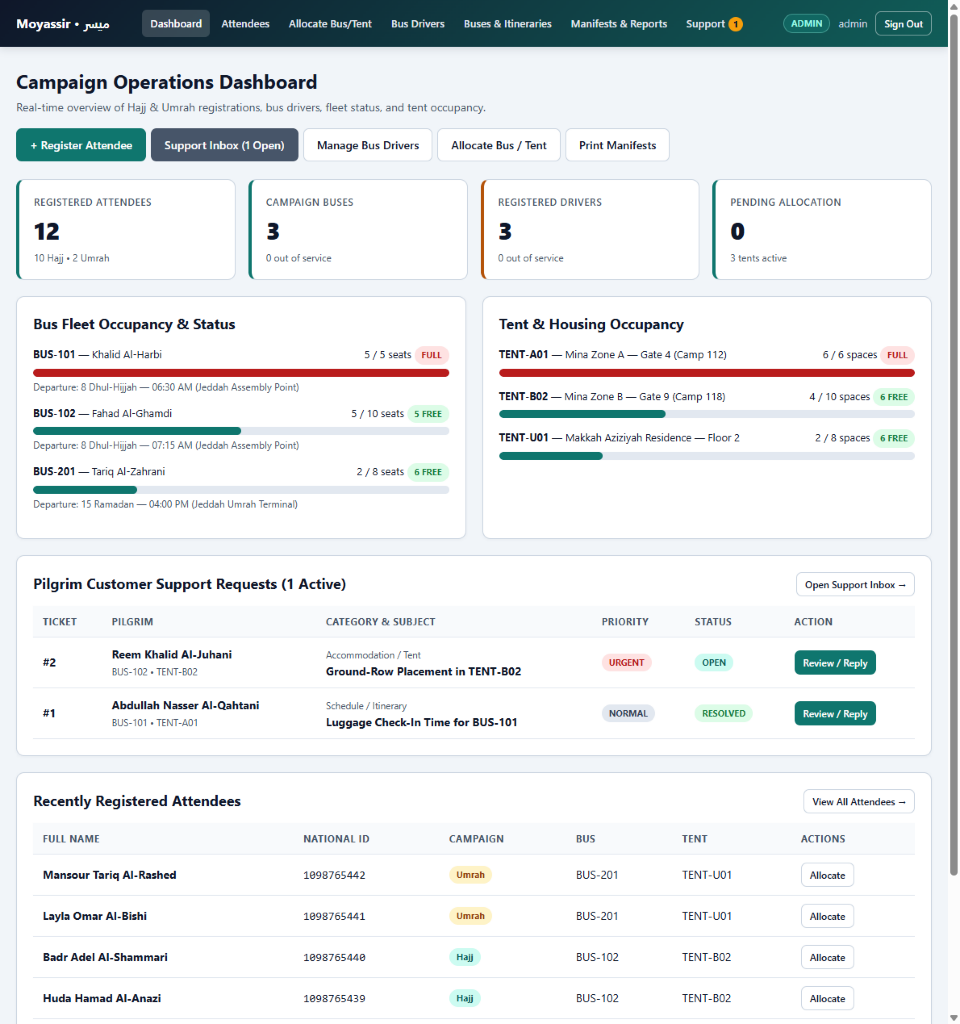 Moyassir • ميسر Dashboard Attendees Allocate Bus/Tent Bus Drivers Buses & Itineraries Manifests & Reports Support 1 ADMIN admin Sign Out
Campaign Operations Dashboard
Real-time overview of Hajj & Umrah registrations, bus drivers, fleet status, and tent occupancy.
+ Register Attendee Support Inbox (1 Open) Manage Bus Drivers Allocate Bus / Tent Print Manifests
REGISTERED ATTENDEES
12
10 Hajj • 2 Umrah
CAMPAIGN BUSES
3
0 out of service
REGISTERED DRIVERS
3
0 out of service
PENDING ALLOCATION
0
3 tents active
Bus Fleet Occupancy & Status
BUS-101 — Khalid Al-Harbi 5 / 5 seats FULL
Departure: 8 Dhul-Hijjah — 06:30 AM (Jeddah Assembly Point)
BUS-102 — Fahad Al-Ghamdi 5 / 10 seats 5 FREE
Departure: 8 Dhul-Hijjah — 07:15 AM (Jeddah Assembly Point)
BUS-201 — Tariq Al-Zahrani 2 / 8 seats 6 FREE
Departure: 15 Ramadan — 04:00 PM (Jeddah Umrah Terminal)
Tent & Housing Occupancy
TENT-A01 — Mina Zone A — Gate 4 (Camp 112) 6 / 6 spaces FULL
TENT-B02 — Mina Zone B — Gate 9 (Camp 118) 4 / 10 spaces 6 FREE
TENT-U01 — Makkah Aziziyah Residence — Floor 2 2 / 8 spaces 6 FREE
Pilgrim Customer Support Requests (1 Active) Open Support Inbox →
TICKET PILGRIM CATEGORY & SUBJECT PRIORITY STATUS ACTION
#2 Reem Khalid Al-Juhani Accommodation / Tent URGENT OPEN Review / Reply
BUS-102 • TENT-B02 Ground-Row Placement in TENT-B02
#1 Abdullah Nasser Al-Qahtani Schedule / Itinerary NORMAL RESOLVED Review / Reply
BUS-101 • TENT-A01 Luggage Check-In Time for BUS-101
Recently Registered Attendees View All Attendees →
FULL NAME NATIONAL ID CAMPAIGN BUS TENT ACTIONS
Mansour Tariq Al-Rashed 1098765442 Umrah BUS-201 TENT-U01 Allocate
Layla Omar Al-Bishi 1098765441 Umrah BUS-201 TENT-U01 Allocate
Badr Adel Al-Shammari 1098765440 Hajj BUS-102 TENT-B02 Allocate
Huda Hamad Al-Anazi 1098765439 Hajj BUS-102 TENT-B02 Allocate